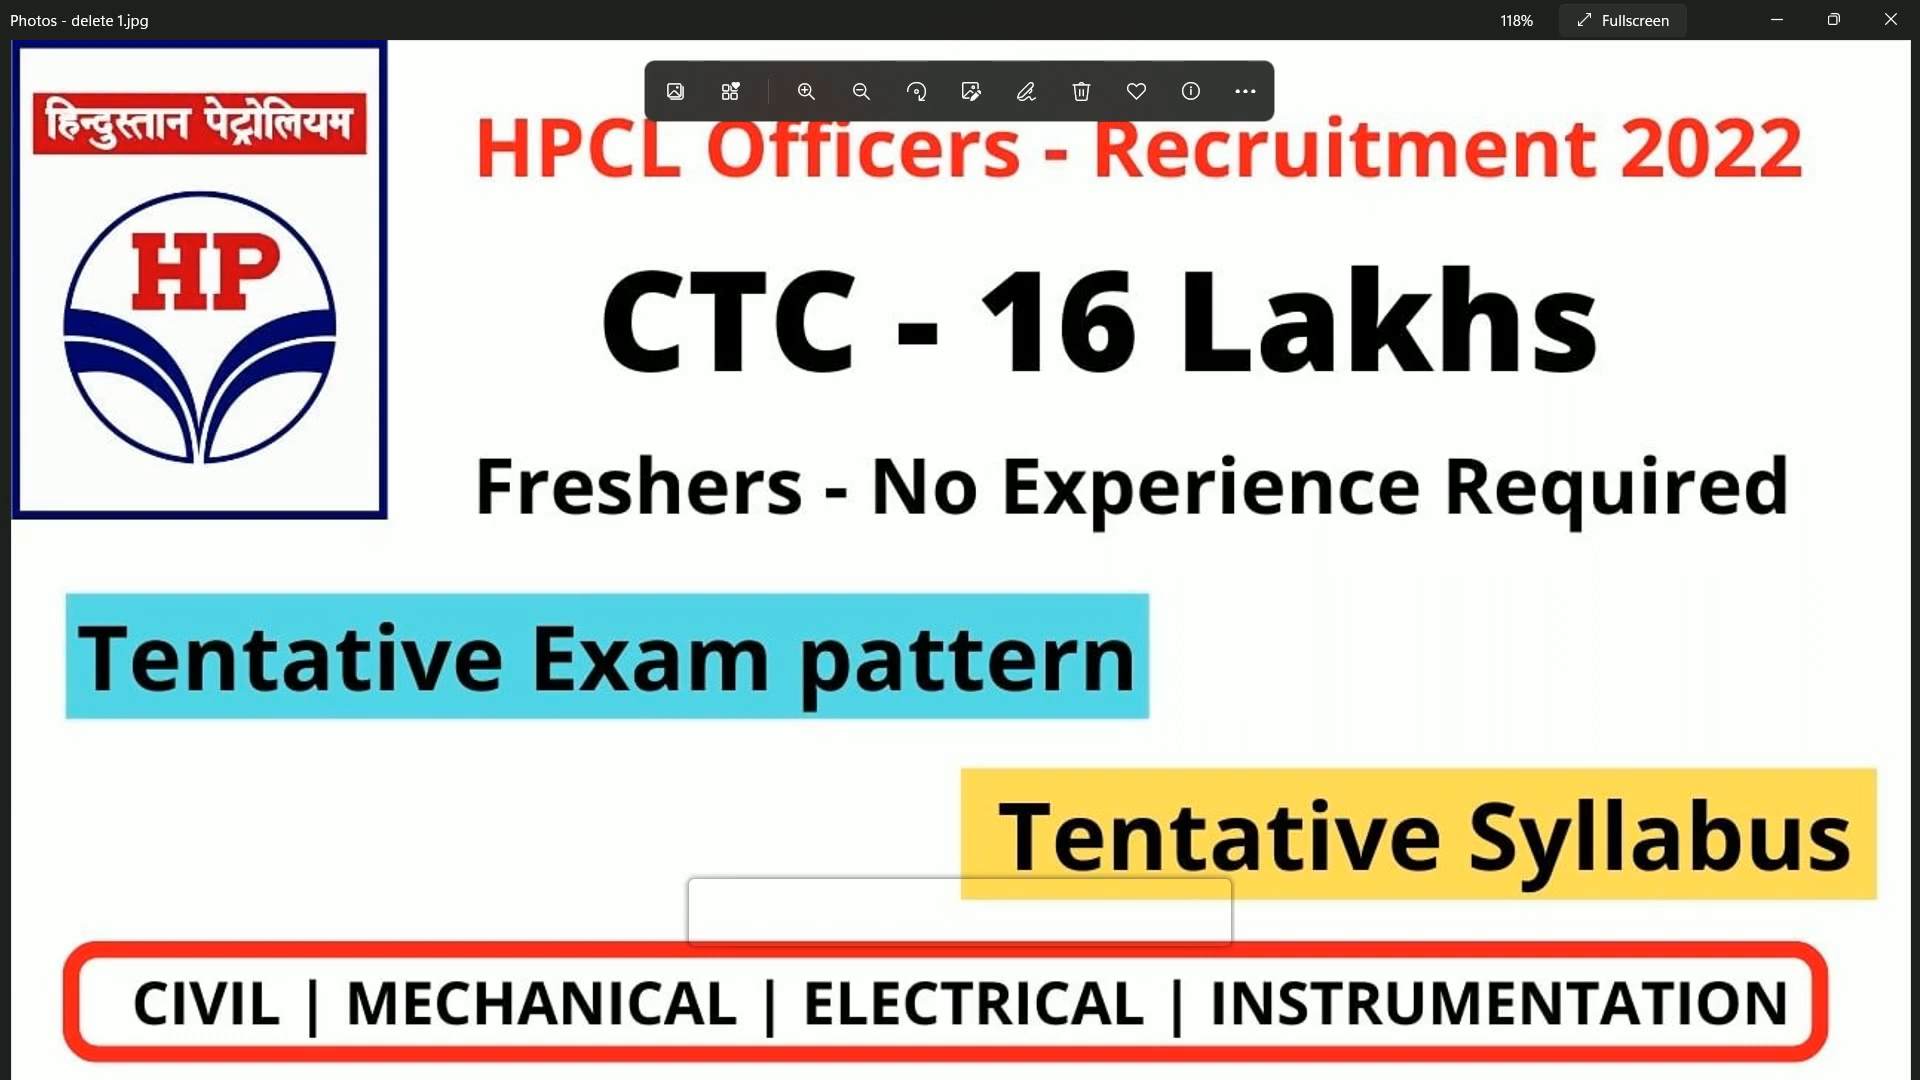 Photos - delete 1.jpg
118%
Fullscreen
हिन्दुस्तान पेट्रोलियम
HP
HPCL Officers - Recruitment 2022
CTC - 16 Lakhs
Freshers - No Experience Required
Tentative Exam pattern
Tentative Syllabus
CIVIL | MECHANICAL | ELECTRICAL | INSTRUMENTATION